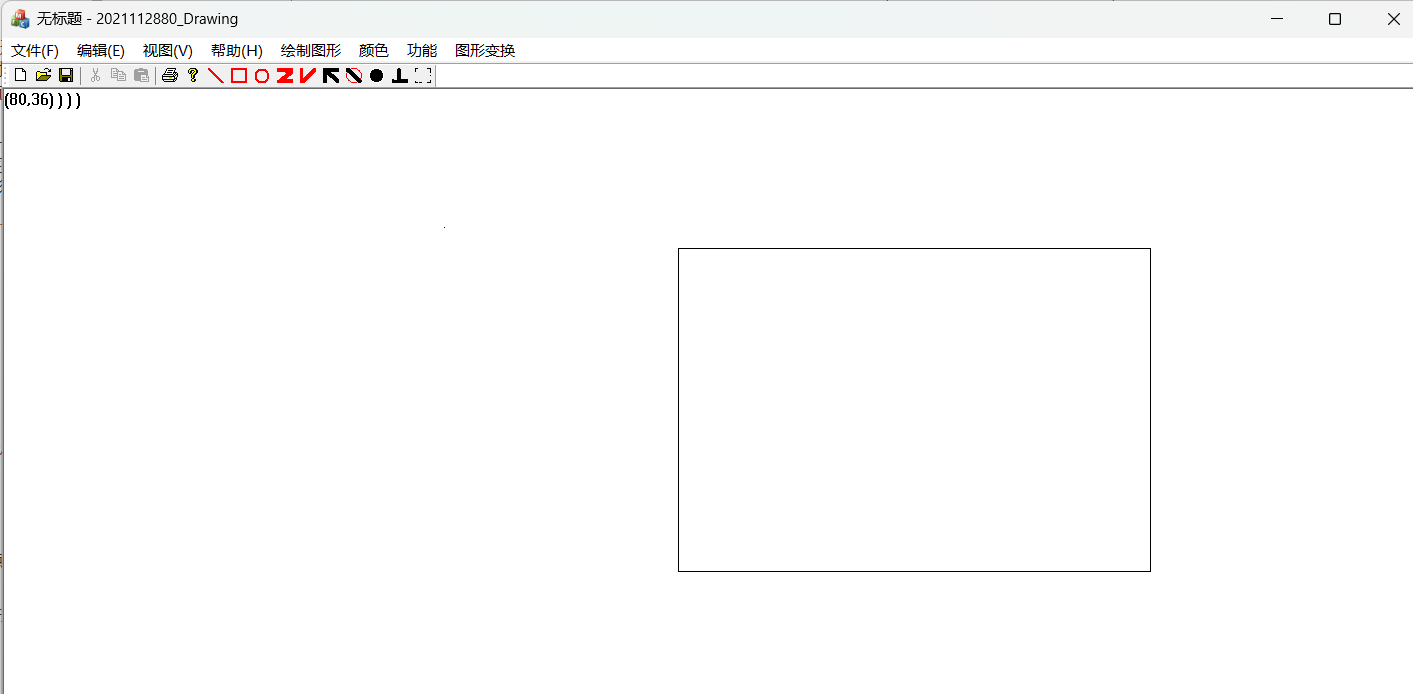 无标题 - 2021112880_Drawing
文件(F) 编辑(E) 视图(V) 帮助(H) 绘制图形 颜色 功能 图形变换
(80,36) ) ) )